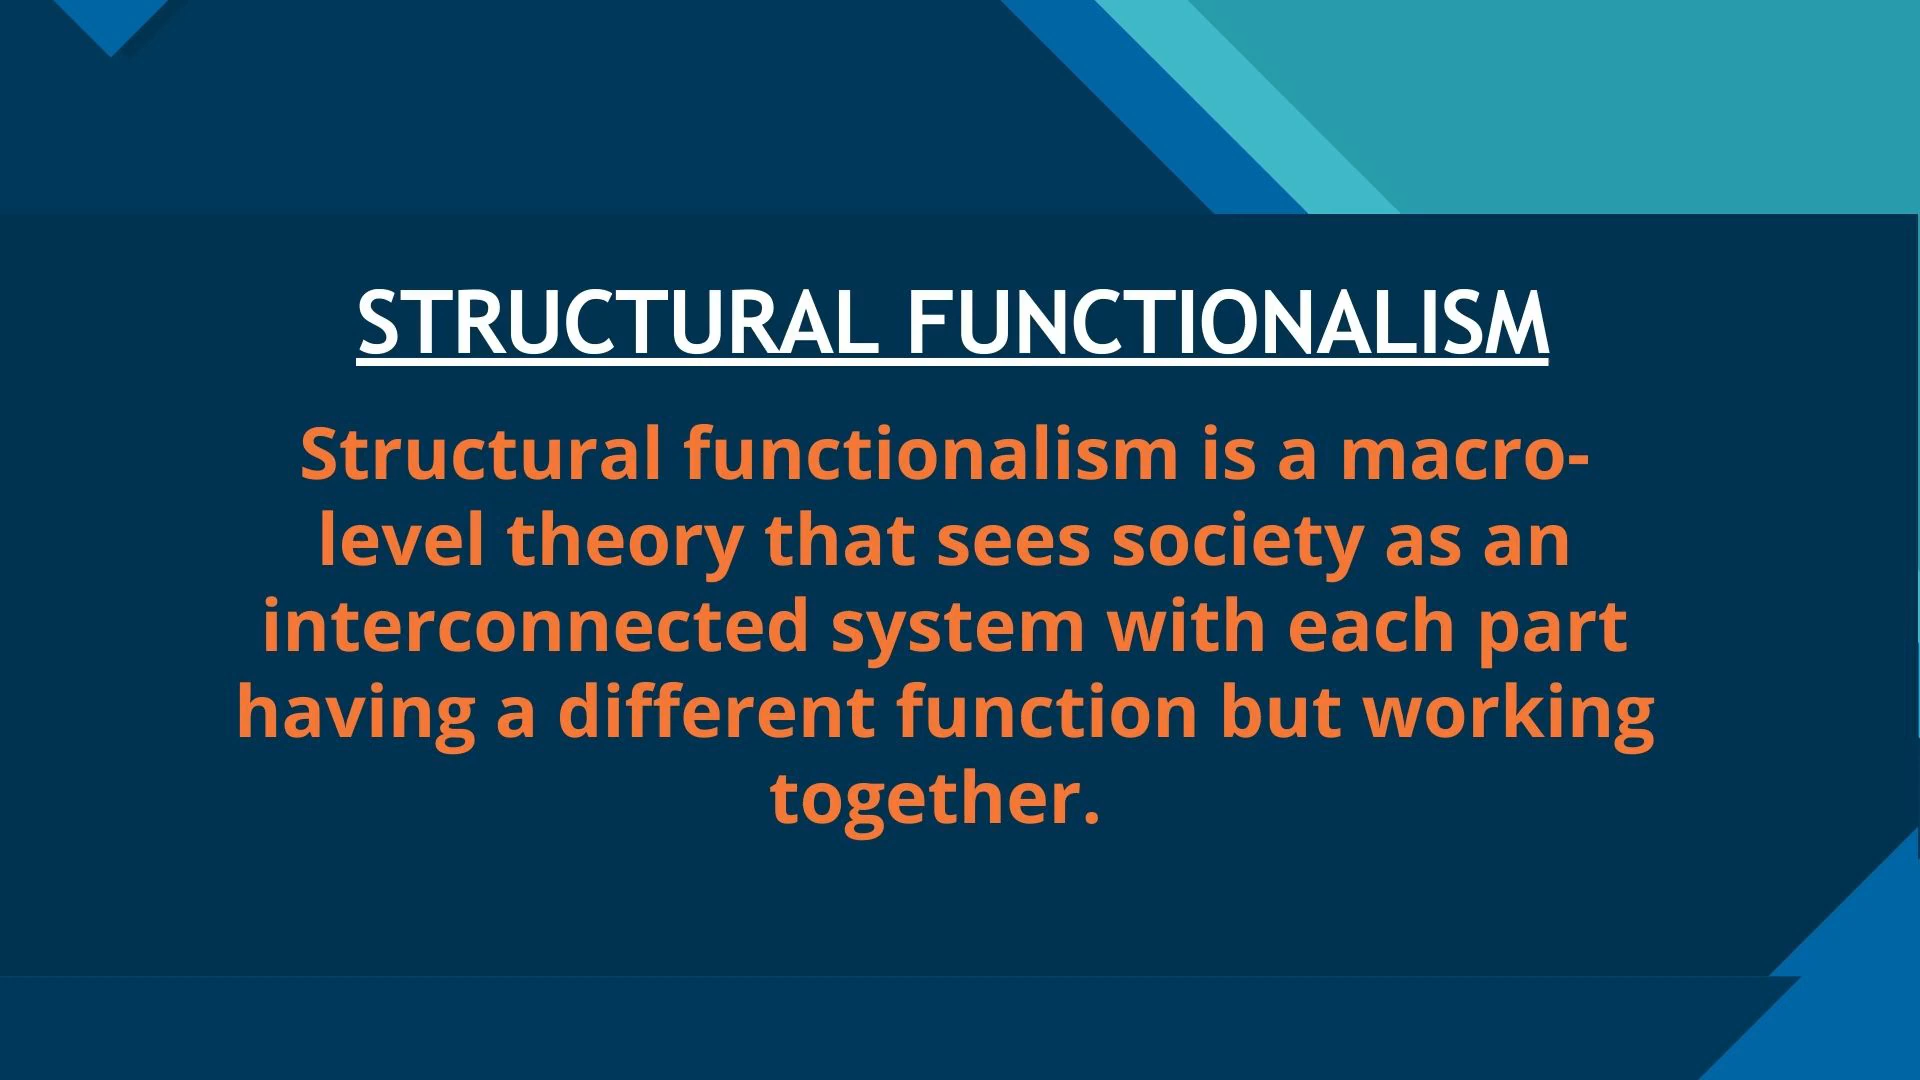 STRUCTURAL FUNCTIONALISM
Structural functionalism is a macro-
level theory that sees society as an
interconnected system with each part
having a different function but working
together.